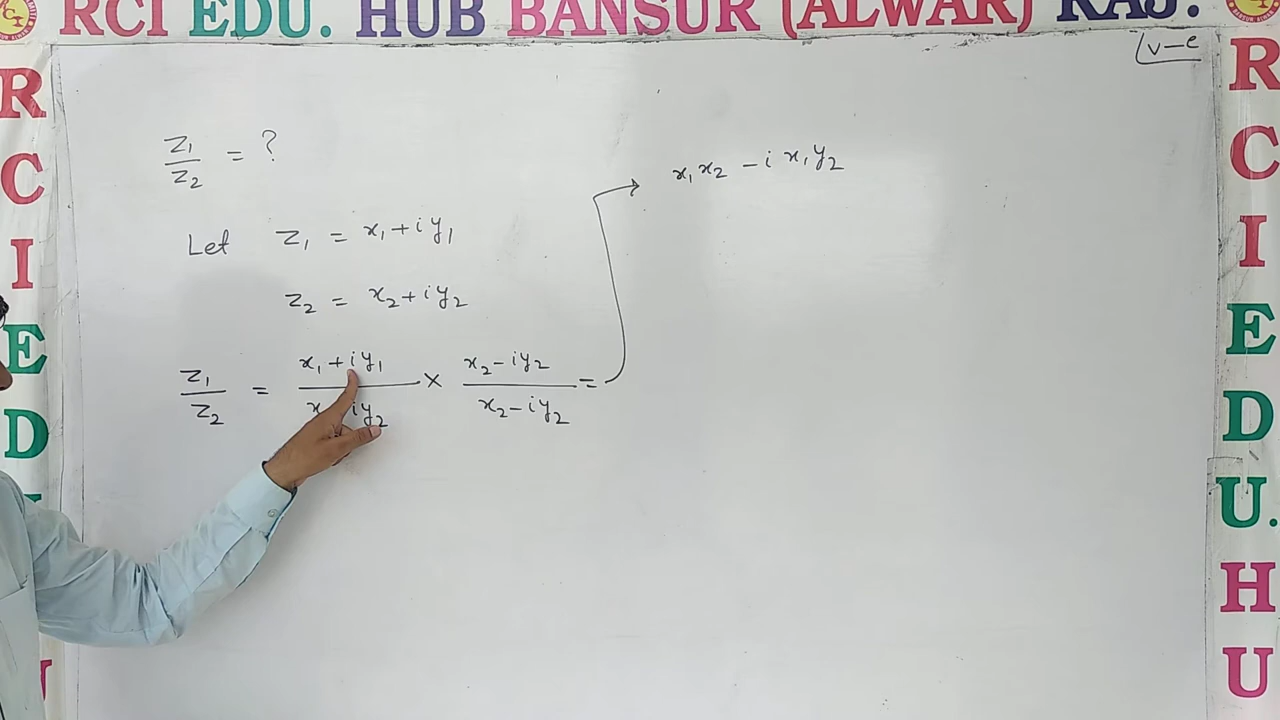 RCI EDU. HUB BANSUR (ALWAR) RAJ.
R
C
I
E
D
z₁/z₂ = ?
Let z₁ = x₁ + iy₁
z₂ = x₂ + iy₂
z₁/z₂ = (x₁ + iy₁)/(x iy₂) × (x₂ - iy₂)/(x₂ - iy₂) =
→ x₁x₂ - i x₁y₂
R
C
I
E
D
U.
H
U